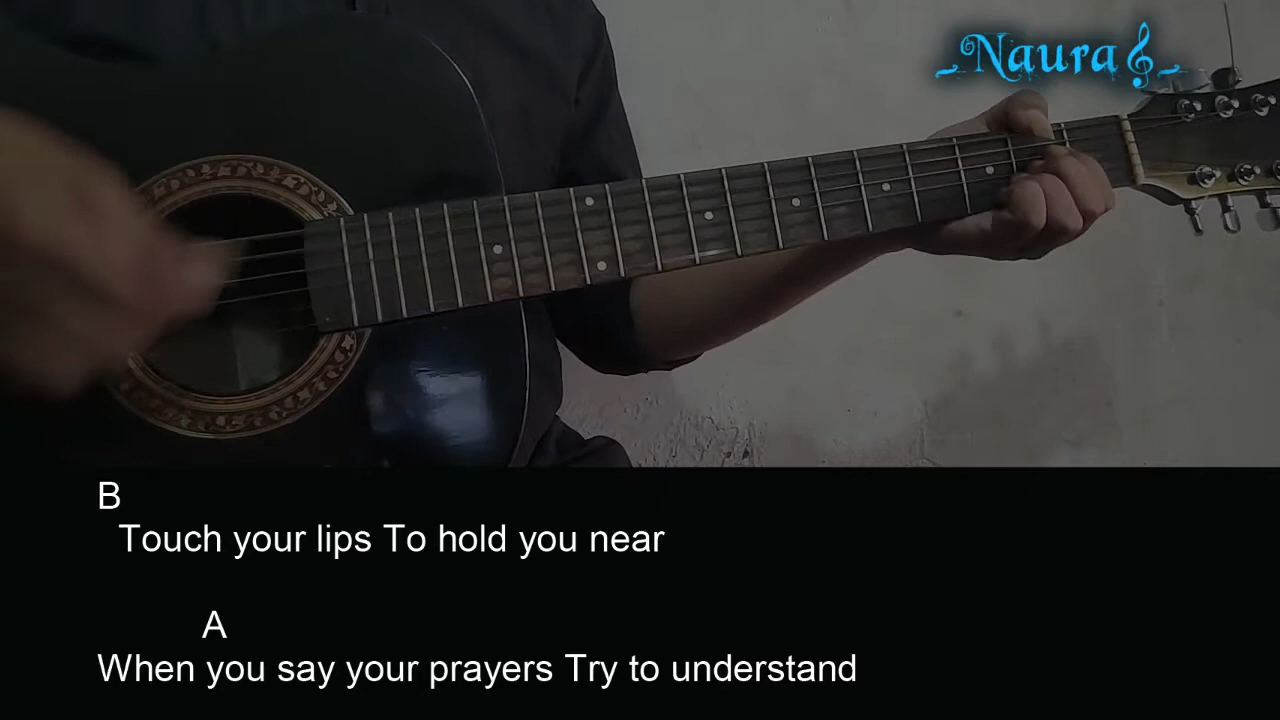 Naura
B
Touch your lips To hold you near
A
When you say your prayers Try to understand